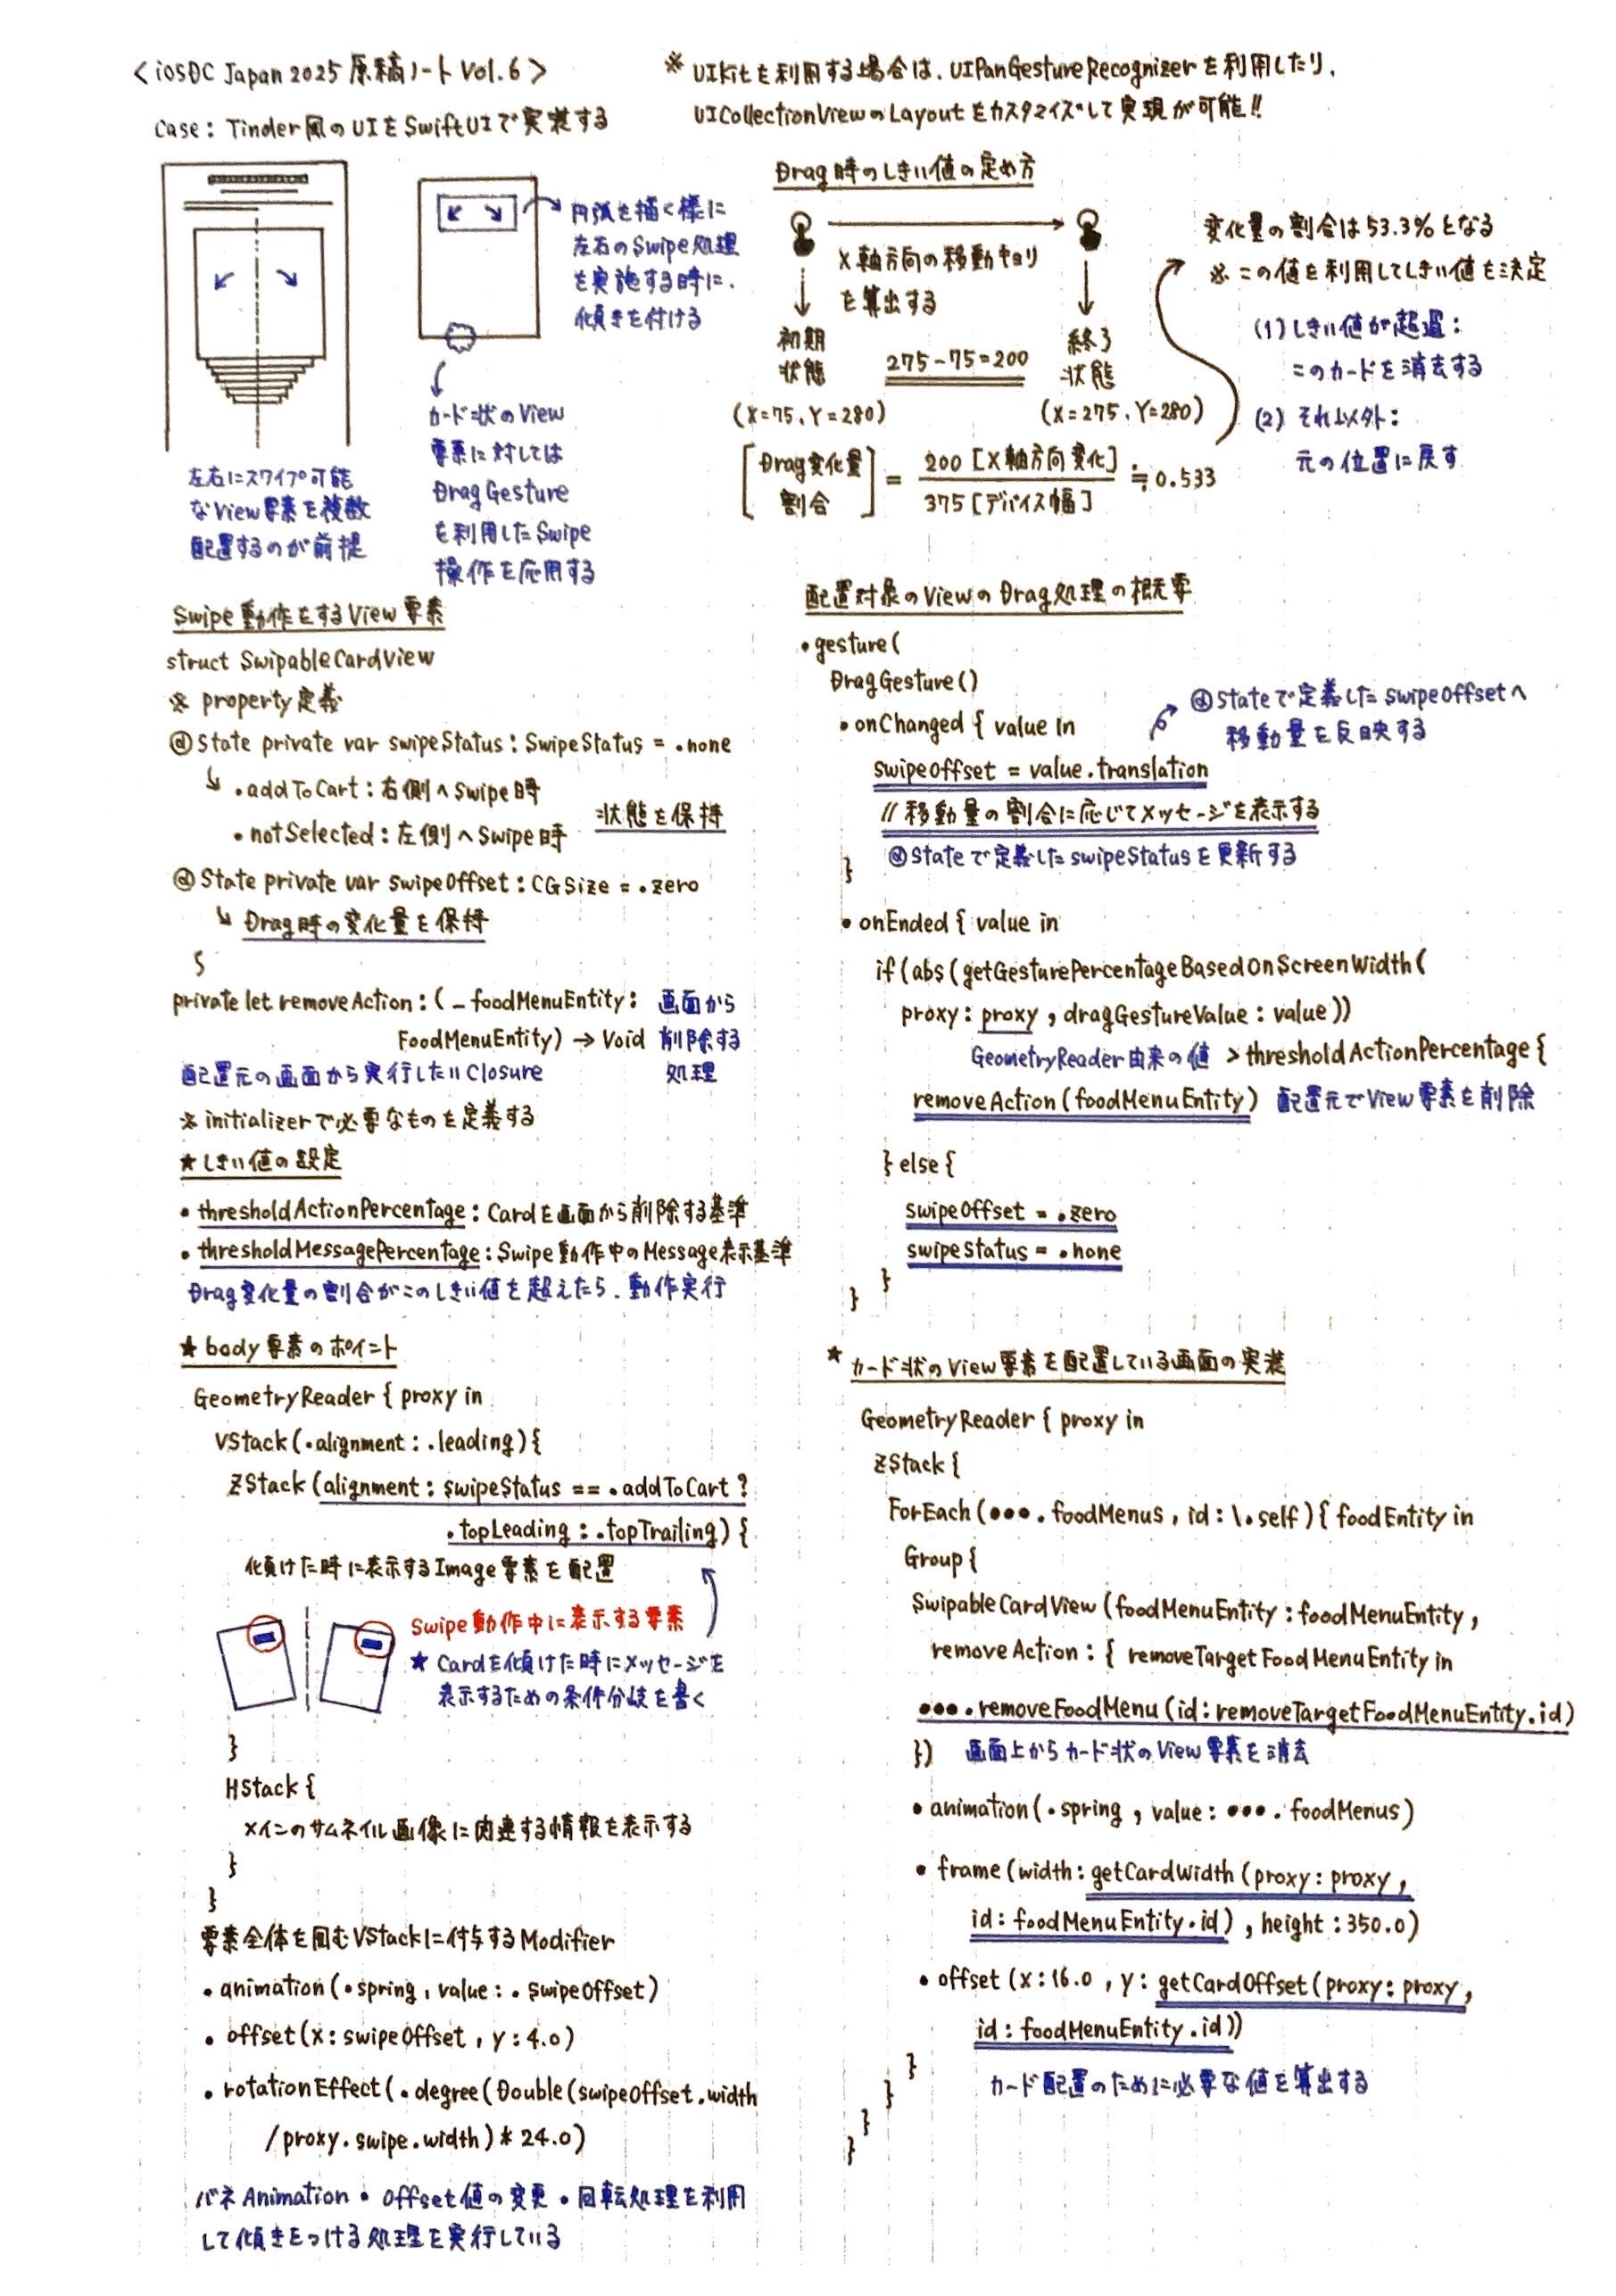 <iOSDC Japan 2025 原稿ノート Vol.6>
Case: Tinder風のUIをSwiftUIで実装する
※ UIKitを利用する場合は、UIPanGestureRecognizerを利用したり、
UICollectionViewのLayoutをカスタマイズして実現が可能!!
左右にスワイプ可能
なView要素を複数
配置するのが前提
円弧を描く様に
左右のSwipe処理
を実施する時に、
傾きを付ける
カード状のView
要素に対しては
DragGesture
を利用したSwipe
操作を応用する
Drag時のしきい値の定め方
X軸方向の移動キョリ
を算出する
初期
状態
275-75=200
終了
状態
(X=75, Y=280)
(X=275, Y=280)
Drag変化量
割合
=
200 [X軸方向変化]
375 [デバイス幅]
≒0.533
変化量の割合は53.3%となる
※ この値を利用してしきい値を決定
(1) しきい値が超過:
このカードを消去する
(2) それ以外:
元の位置に戻す
Swipe動作をするView要素
struct SwipableCardView
※ property定義
@State private var swipeStatus: SwipeStatus = .none
.addToCart: 右側へSwipe時
.notSelected: 左側へSwipe時
状態を保持
@State private var swipeOffset: CGSize = .zero
Drag時の変化量を保持
private let removeAction: (_ foodMenuEntity:
FoodMenuEntity) → Void
画面から
削除する
処理
配置元の画面から実行したいClosure
※ initializerで必要なものを定義する
★しきい値の設定
・thresholdActionPercentage: Cardを画面から削除する基準
・thresholdMessagePercentage: Swipe動作中のMessage表示基準
Drag変化量の割合がこのしきい値を超えたら、動作実行
★ body要素のポイント
GeometryReader { proxy in
VStack(.alignment: .leading){
ZStack(alignment: swipeStatus == .addToCart ?
.topLeading : .topTrailing) {
傾けた時に表示するImage要素を配置
Swipe動作中に表示する要素
★ Cardを傾けた時にメッセージを
表示するための条件分岐を書く
}
HStack {
メインのサムネイル画像に関連する情報を表示する
}
}
要素全体を囲むVStackに付与するModifier
・animation(.spring, value: .swipeOffset)
・offset(x: swipeOffset, y: 4.0)
・rotationEffect(.degree(Double(swipeOffset.width
/proxy.swipe.width) * 24.0)
バネAnimation・Offset値の変更・回転処理を利用
して傾きをつける処理を実行している
配置対象のViewのDrag処理の概要
.gesture(
DragGesture()
.onChanged { value in
swipeOffset = value.translation
@Stateで定義したswipeOffsetへ
移動量を反映する
// 移動量の割合に応じてメッセージを表示する
@Stateで定義したswipeStatusを更新する
}
.onEnded { value in
if(abs(getGesturePercentageBasedOnScreenWidth(
proxy: proxy, dragGestureValue: value))
GeometryReader由来の値 > thresholdActionPercentage {
removeAction(foodMenuEntity) 配置元でView要素を削除
} else {
swipeOffset = .zero
swipeStatus = .none
}
}
★ カード状のView要素を配置している画面の実装
GeometryReader { proxy in
ZStack {
ForEach(•••.foodMenus, id: \.self){ foodEntity in
Group {
SwipableCardView(foodMenuEntity: foodMenuEntity,
removeAction: { removeTargetFoodMenuEntity in
•••.removeFoodMenu(id: removeTargetFoodMenuEntity.id)
}) 画面上からカード状のView要素を消去
.animation(.spring, value: •••.foodMenus)
.frame(width: getCardWidth(proxy: proxy,
id: foodMenuEntity.id), height: 350.0)
.offset(x: 16.0, y: getCardOffset(proxy: proxy,
id: foodMenuEntity.id))
}
カード配置のために必要な値を算出する
}
}
}